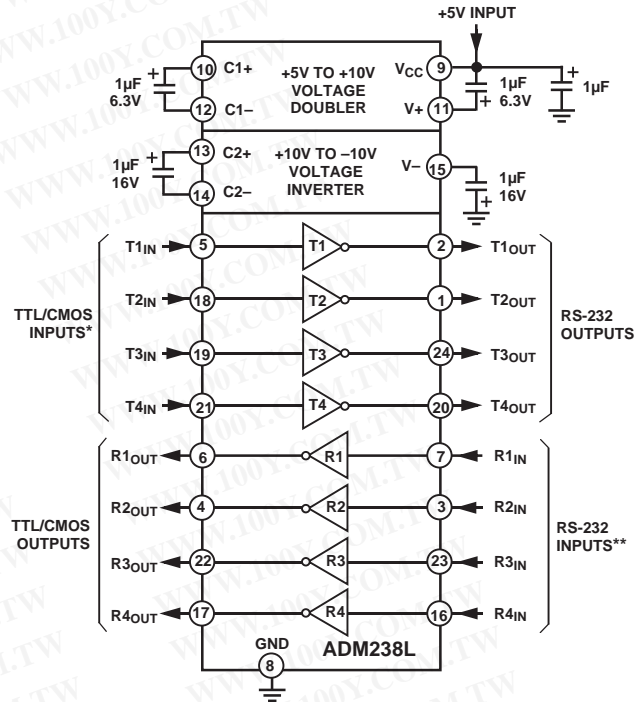 +5V INPUT
10 C1+ +5V TO +10V VOLTAGE DOUBLER VCC 9
1µF 6.3V
12 C1– V+ 11
1µF 6.3V
1µF
13 C2+ +10V TO –10V VOLTAGE INVERTER V– 15
1µF 16V
14 C2–
1µF 16V
TTL/CMOS INPUTS*
T1IN 5 T1 2 T1OUT
T2IN 18 T2 1 T2OUT
T3IN 19 T3 24 T3OUT
T4IN 21 T4 20 T4OUT
RS-232 OUTPUTS
TTL/CMOS OUTPUTS
R1OUT 6 R1 7 R1IN
R2OUT 4 R2 3 R2IN
R3OUT 22 R3 23 R3IN
R4OUT 17 R4 16 R4IN
RS-232 INPUTS**
GND 8
ADM238L
WWW.100Y.COM.TW